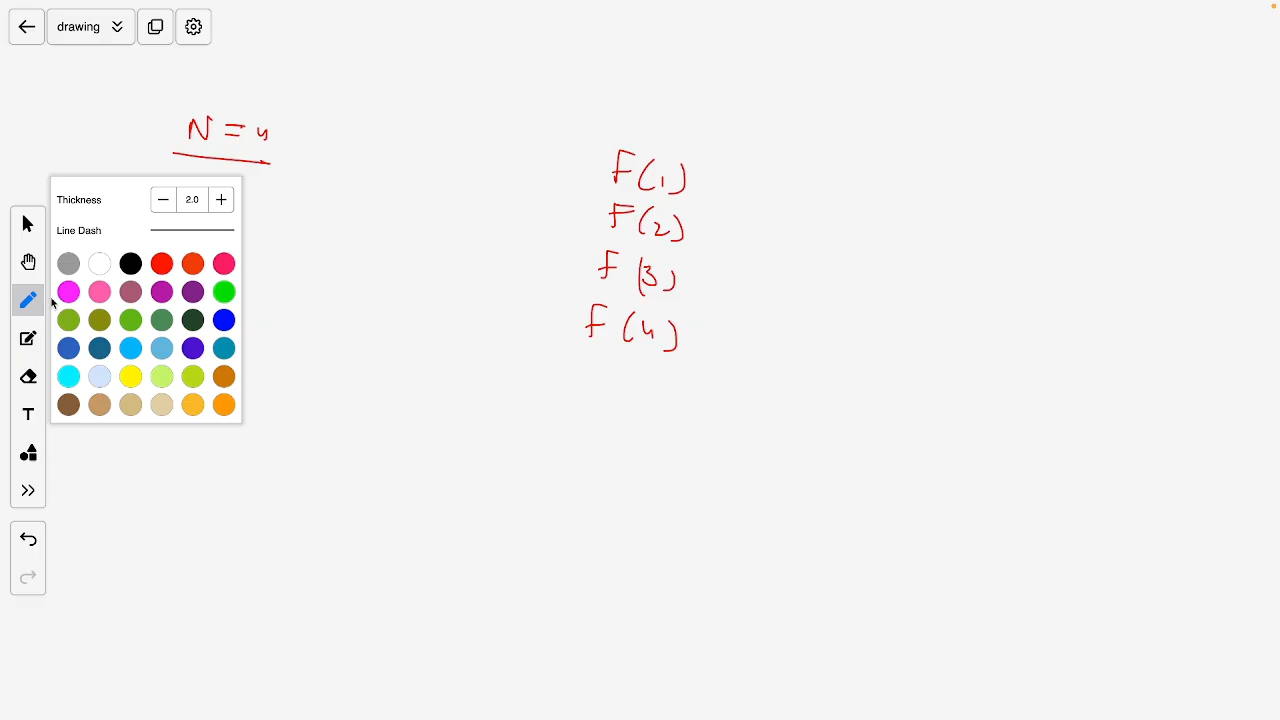 drawing
N = 4
F(1)
Thickness
2.0
F(2)
Line Dash
F(3)
F(4)
T